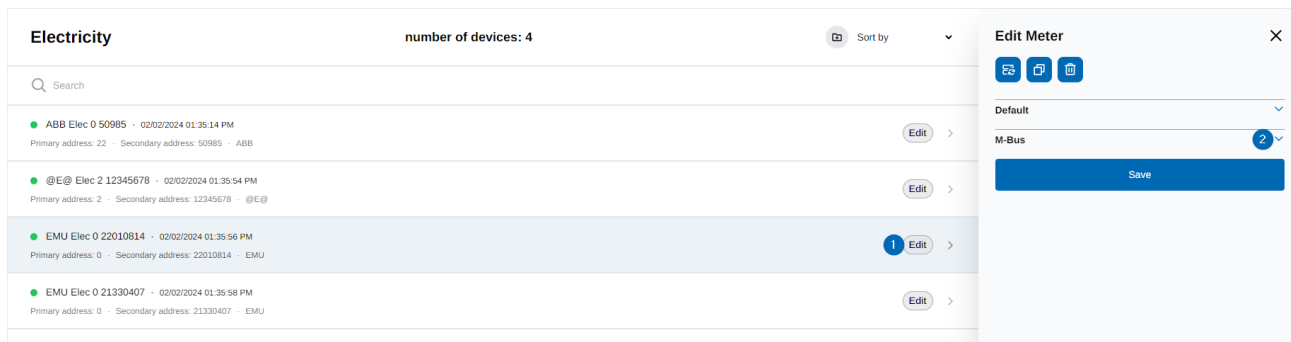 Electricity
number of devices: 4
Sort by
Search
ABB Elec 0 50985 · 02/02/2024 01:35:14 PM
Primary address: 22 · Secondary address: 50985 · ABB
Edit
@E@ Elec 2 12345678 · 02/02/2024 01:35:54 PM
Primary address: 2 · Secondary address: 12345678 · @E@
Edit
EMU Elec 0 22010814 · 02/02/2024 01:35:56 PM
Primary address: 0 · Secondary address: 22010814 · EMU
1 Edit
EMU Elec 0 21330407 · 02/02/2024 01:35:58 PM
Primary address: 0 · Secondary address: 21330407 · EMU
Edit
Edit Meter
Default
M-Bus 2
Save